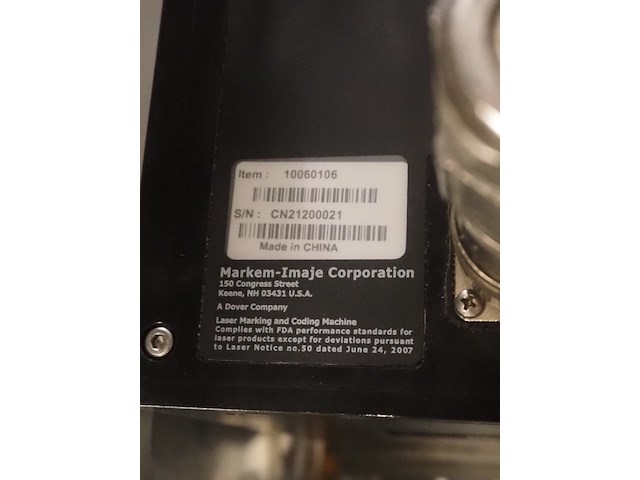 Item : 10060106
S/N : CN21200021
Made in CHINA
Markem-Imaje Corporation
150 Congress Street
Keene, NH 03431 U.S.A.
A Dover Company
Laser Marking and Coding Machine
Complies with FDA performance standards for
laser products except for deviations pursuant
to Laser Notice no.50 dated June 24, 2007